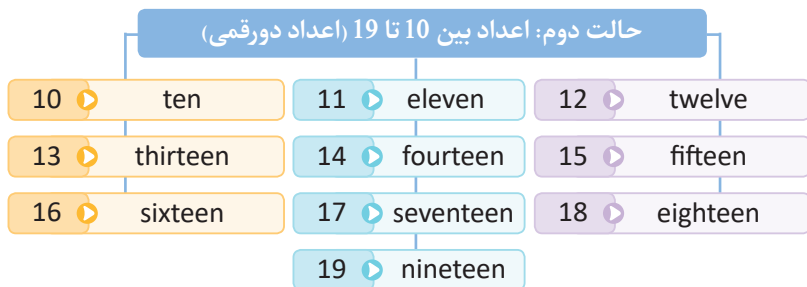 حالت دوم: اعداد بین 10 تا 19 (اعداد دورقمی)
10 ten 11 eleven 12 twelve
13 thirteen 14 fourteen 15 fifteen
16 sixteen 17 seventeen 18 eighteen
19 nineteen